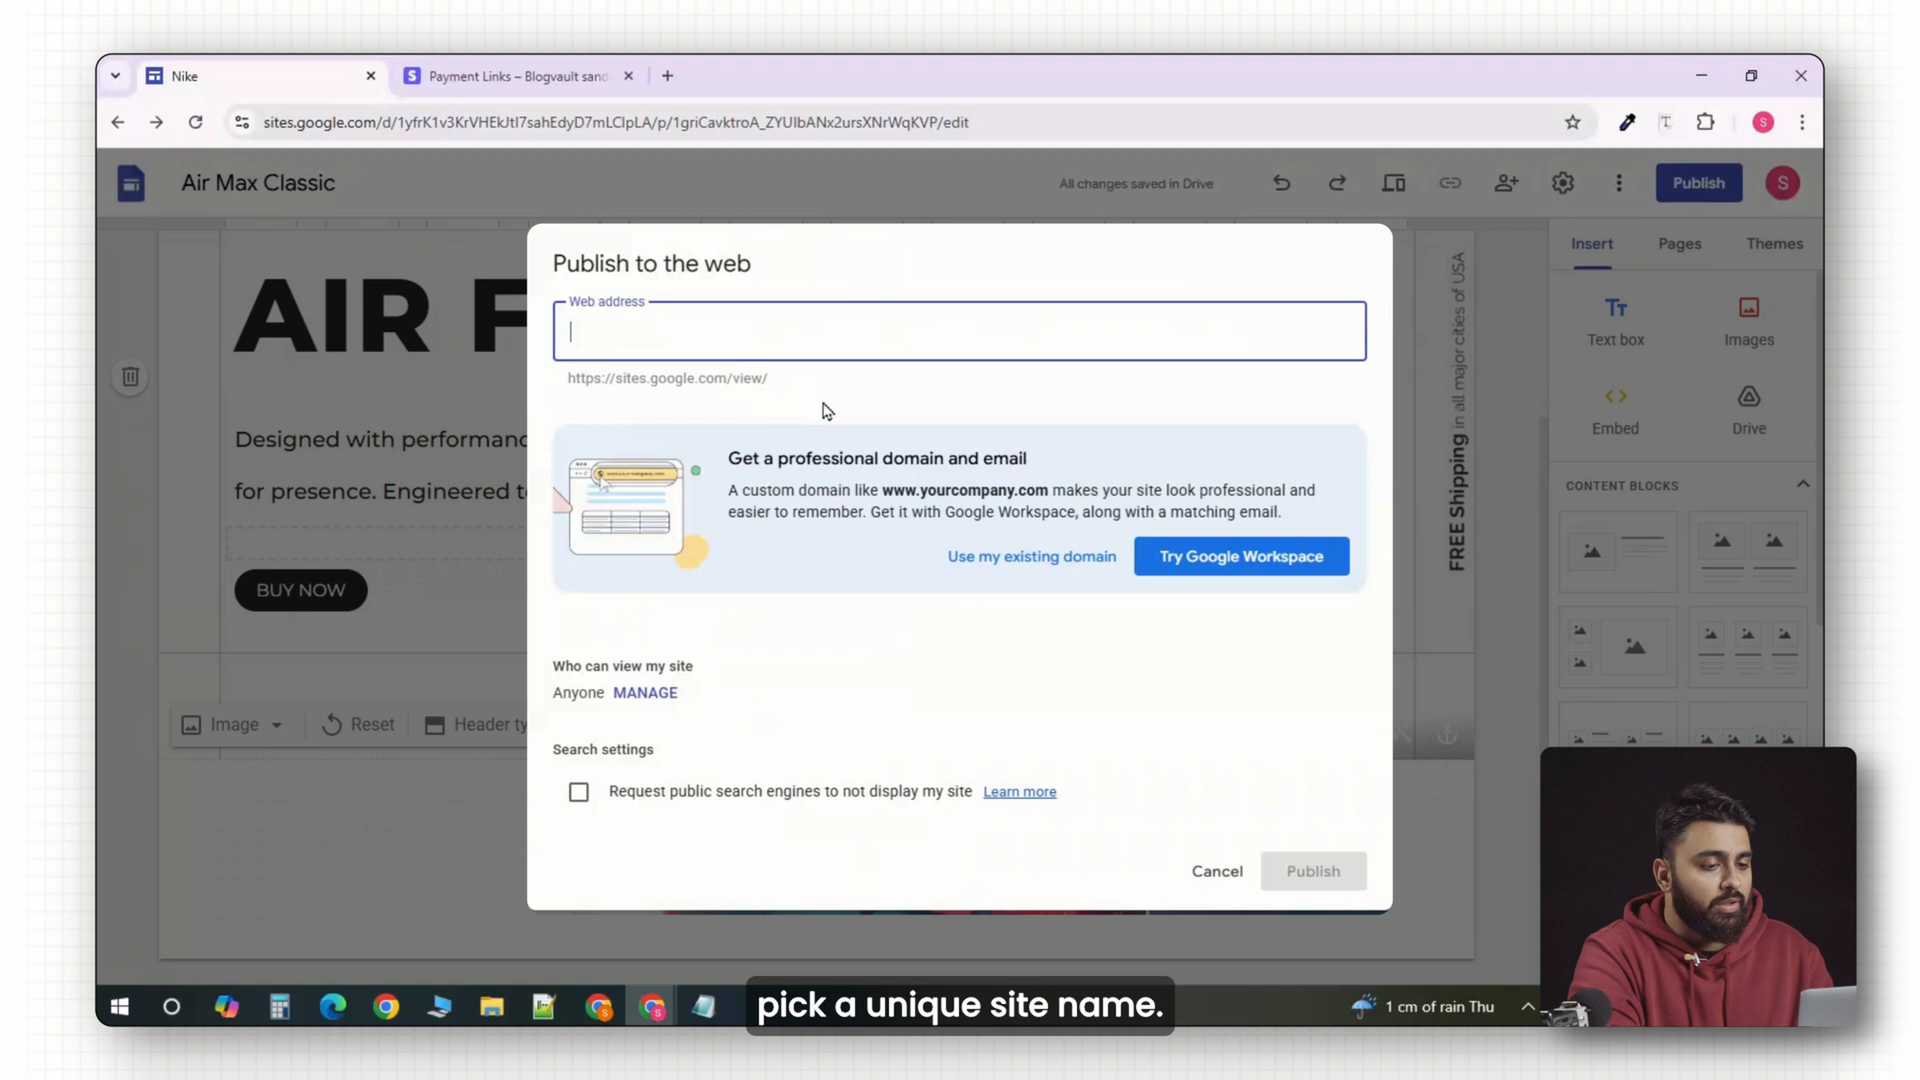 Nike
Payment Links – Blogvault sand
sites.google.com/d/1yfrK1v3KrVHEkJtI7sahEdyD7mLCIpLA/p/1griCavktroA_ZYUIbANx2ursXNrWqKVP/edit
S
Air Max Classic
All changes saved in Drive
Publish
S
Insert
Pages
Themes
AIR F
Designed with performanc
for presence. Engineered t
BUY NOW
Image
Reset
Header ty
FREE Shipping in all major cities of USA
Publish to the web
Web address
https://sites.google.com/view/
Get a professional domain and email
A custom domain like www.yourcompany.com makes your site look professional and
easier to remember. Get it with Google Workspace, along with a matching email.
Use my existing domain
Try Google Workspace
Who can view my site
Anyone MANAGE
Search settings
Request public search engines to not display my site Learn more
Cancel
Publish
Text box
Images
Embed
Drive
CONTENT BLOCKS
pick a unique site name.
1 cm of rain Thu